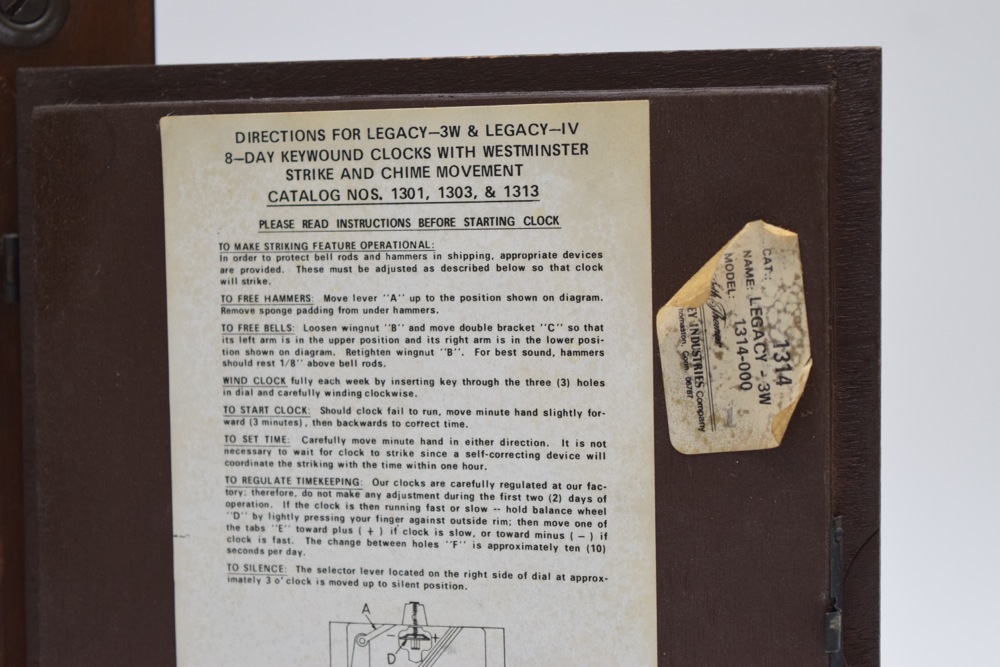 DIRECTIONS FOR LEGACY—3W & LEGACY—IV
8—DAY KEYWOUND CLOCKS WITH WESTMINSTER
STRIKE AND CHIME MOVEMENT
CATALOG NOS. 1301, 1303, & 1313
PLEASE READ INSTRUCTIONS BEFORE STARTING CLOCK
TO MAKE STRIKING FEATURE OPERATIONAL:
In order to protect bell rods and hammers in shipping, appropriate devices
are provided. These must be adjusted as described below so that clock
will strike.
TO FREE HAMMERS: Move lever "A" up to the position shown on diagram.
Remove sponge padding from under hammers.
TO FREE BELLS: Loosen wingnut "B" and move double bracket "C" so that
its left arm is in the upper position and its right arm is in the lower posi-
tion shown on diagram. Retighten wingnut "B". For best sound, hammers
should rest 1/8" above bell rods.
WIND CLOCK fully each week by inserting key through the three (3) holes
in dial and carefully winding clockwise.
TO START CLOCK: Should clock fail to run, move minute hand slightly for-
ward (3 minutes), then backwards to correct time.
TO SET TIME: Carefully move minute hand in either direction. It is not
necessary to wait for clock to strike since a self-correcting device will
coordinate the striking with the time within one hour.
TO REGULATE TIMEKEEPING: Our clocks are carefully regulated at our fac-
tory; therefore, do not make any adjustment during the first two (2) days of
operation. If the clock is then running fast or slow -- hold balance wheel
"D" by lightly pressing your finger against outside rim; then move one of
the tabs "E" toward plus ( + ) if clock is slow, or toward minus ( — ) if
clock is fast. The change between holes "F" is approximately ten (10)
seconds per day.
TO SILENCE: The selector lever located on the right side of dial at approx-
imately 3 o'clock is moved up to silent position.
A
— +
D
CAT.: 1314
NAME: LEGACY - 3W
MODEL: 1314-000
EY INDUSTRIES Company
homaston, Conn. 06787